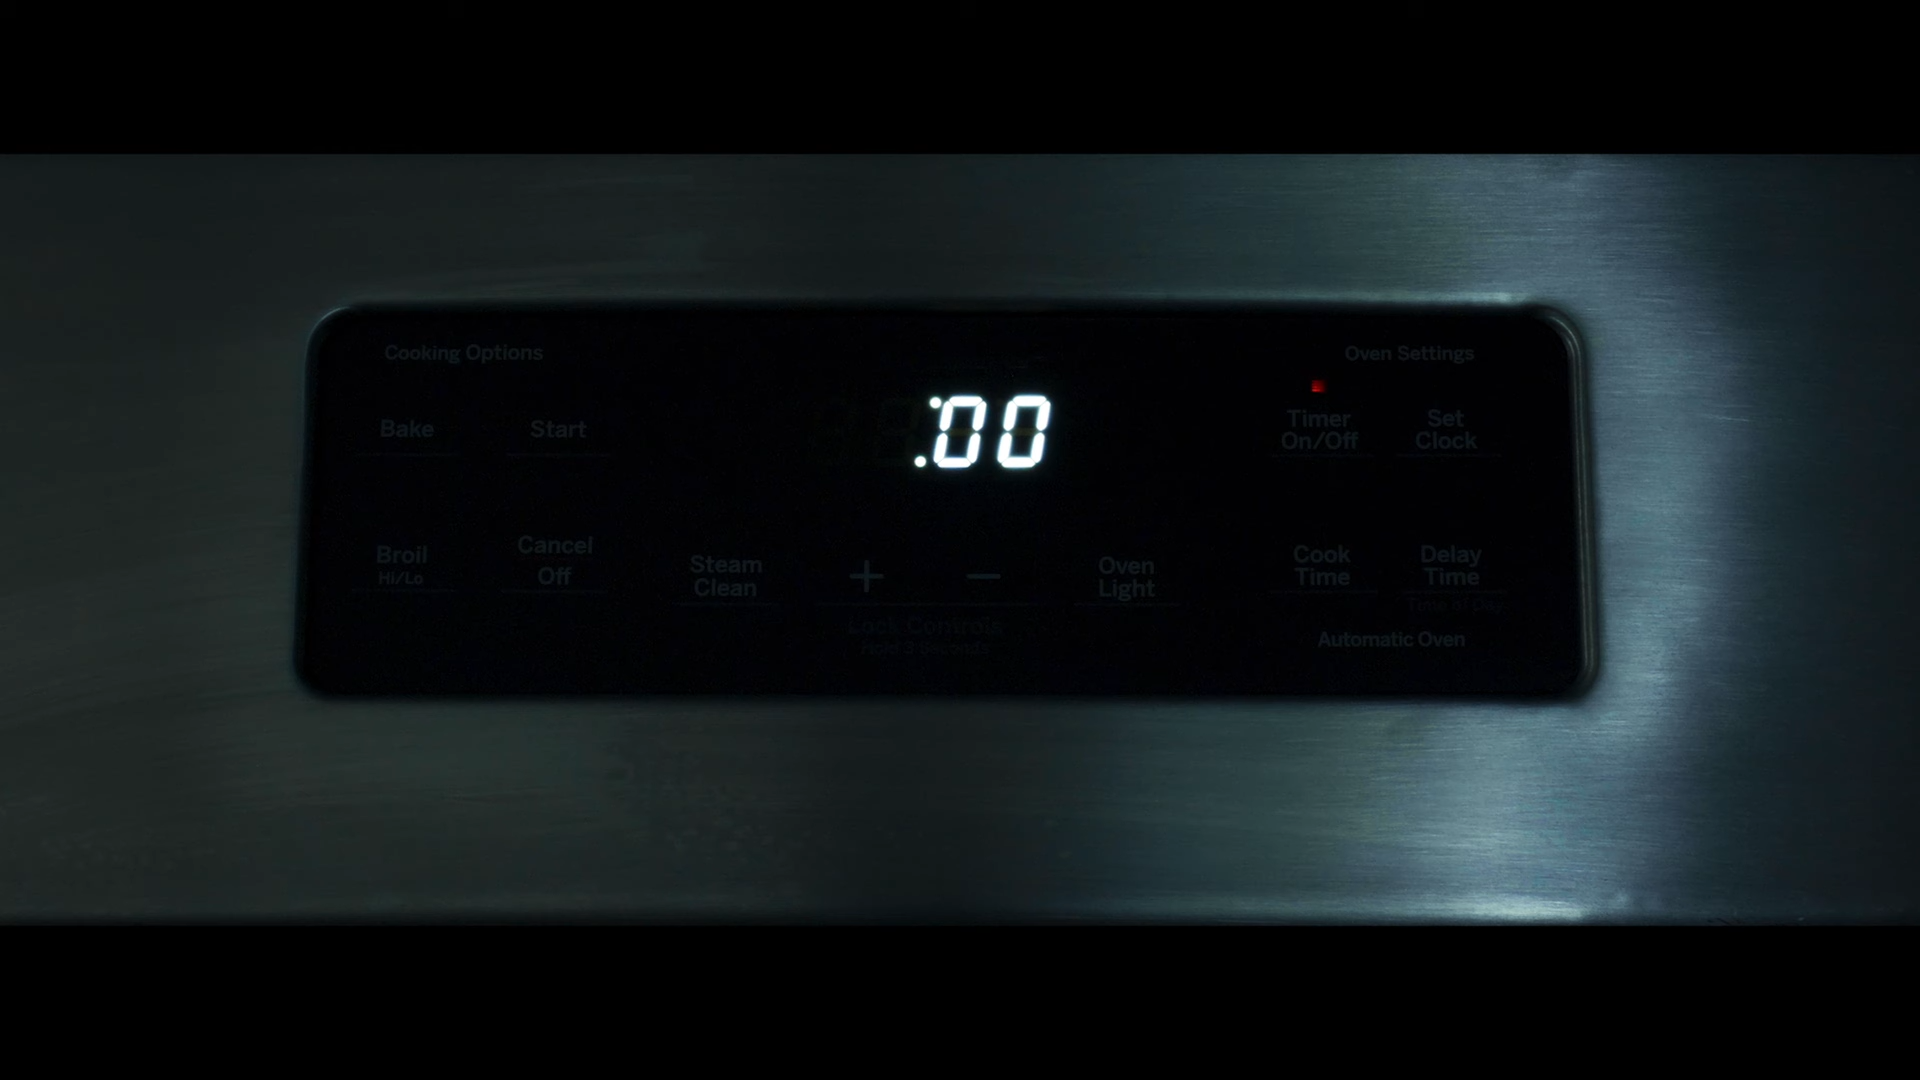 Cooking Options
Oven Settings
:00
Bake
Start
Timer
On/Off
Set
Clock
Broil
Hi/Lo
Cancel
Off
Steam
Clean
+
−
Oven
Light
Cook
Time
Delay
Time
Time of Day
Lock Controls
Hold 3 Seconds
Automatic Oven